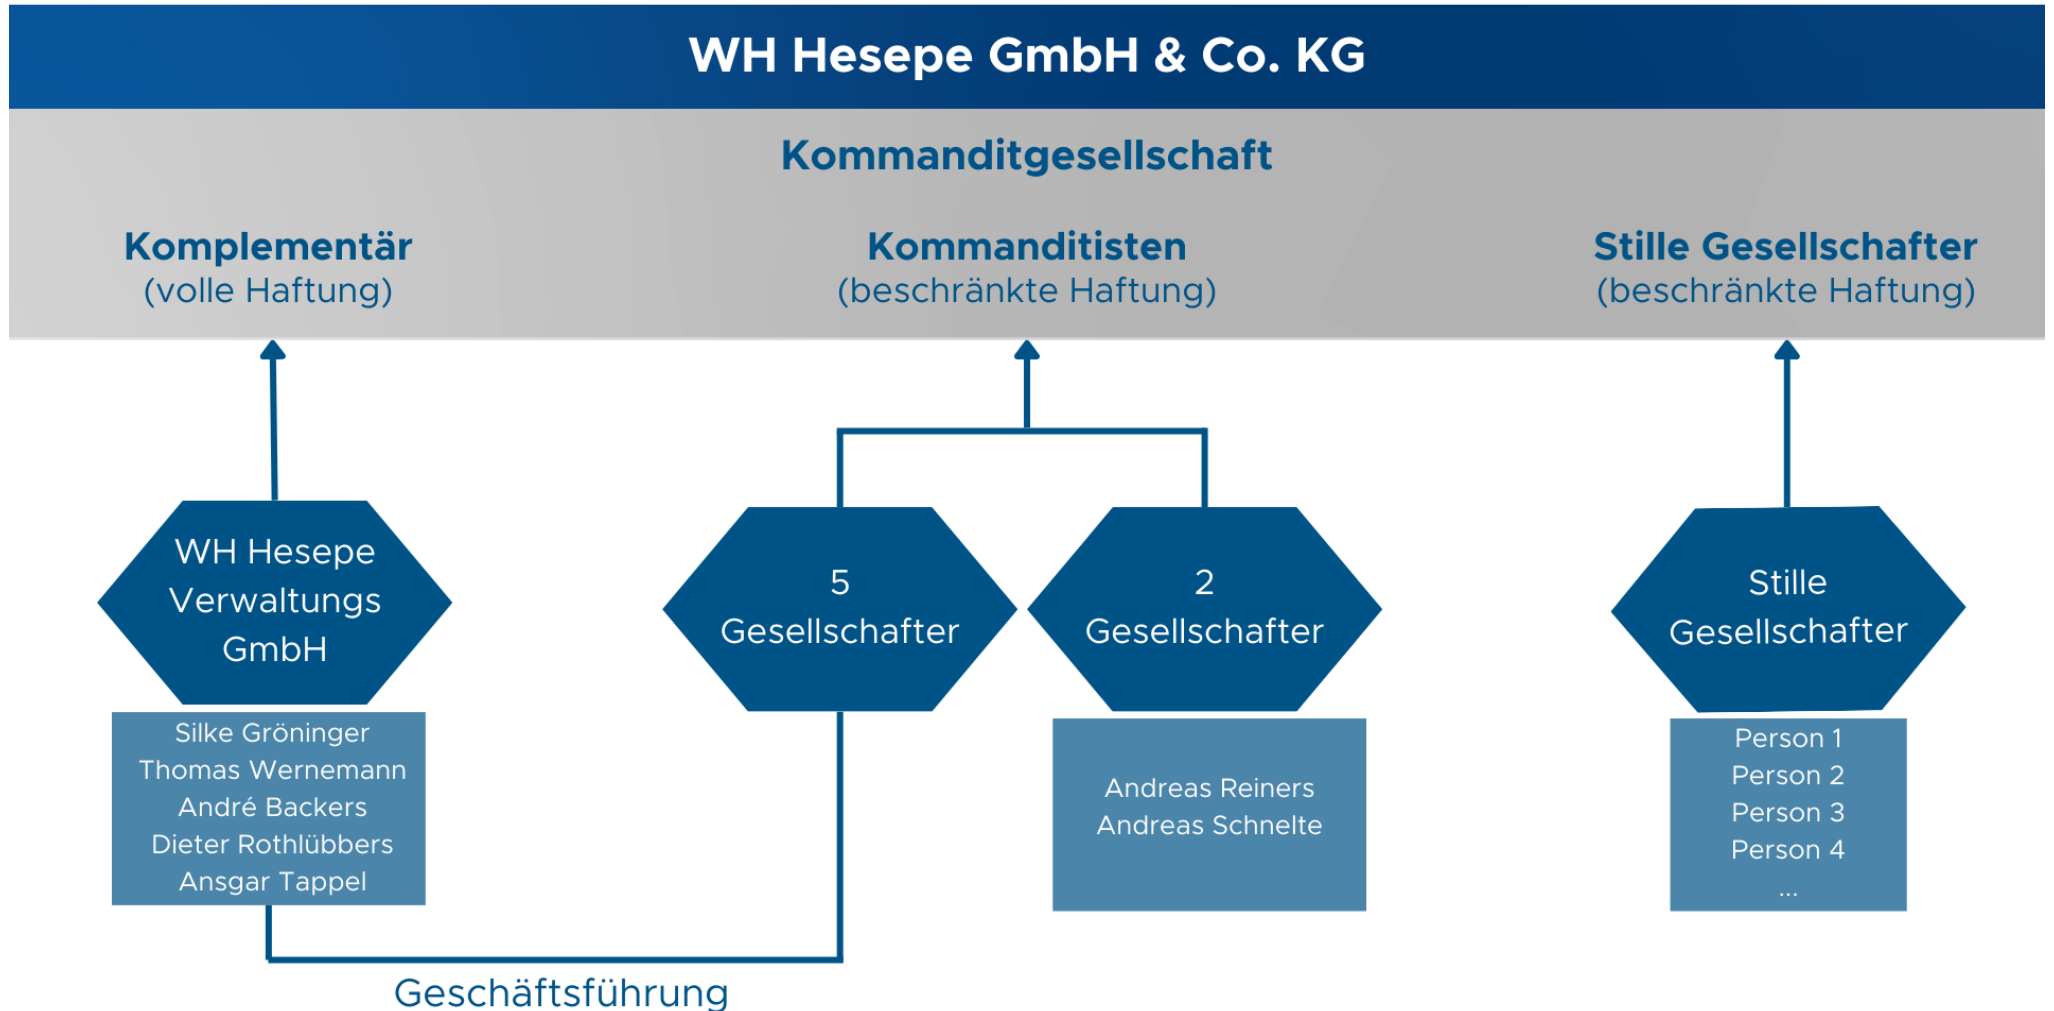 WH Hesepe GmbH & Co. KG
Kommanditgesellschaft
Komplementär
(volle Haftung)
Kommanditisten
(beschränkte Haftung)
Stille Gesellschafter
(beschränkte Haftung)
WH Hesepe
Verwaltungs
GmbH
Silke Gröninger
Thomas Wernemann
André Backers
Dieter Rothlübbers
Ansgar Tappel
5
Gesellschafter
2
Gesellschafter
Andreas Reiners
Andreas Schnelte
Stille
Gesellschafter
Person 1
Person 2
Person 3
Person 4
...
Geschäftsführung